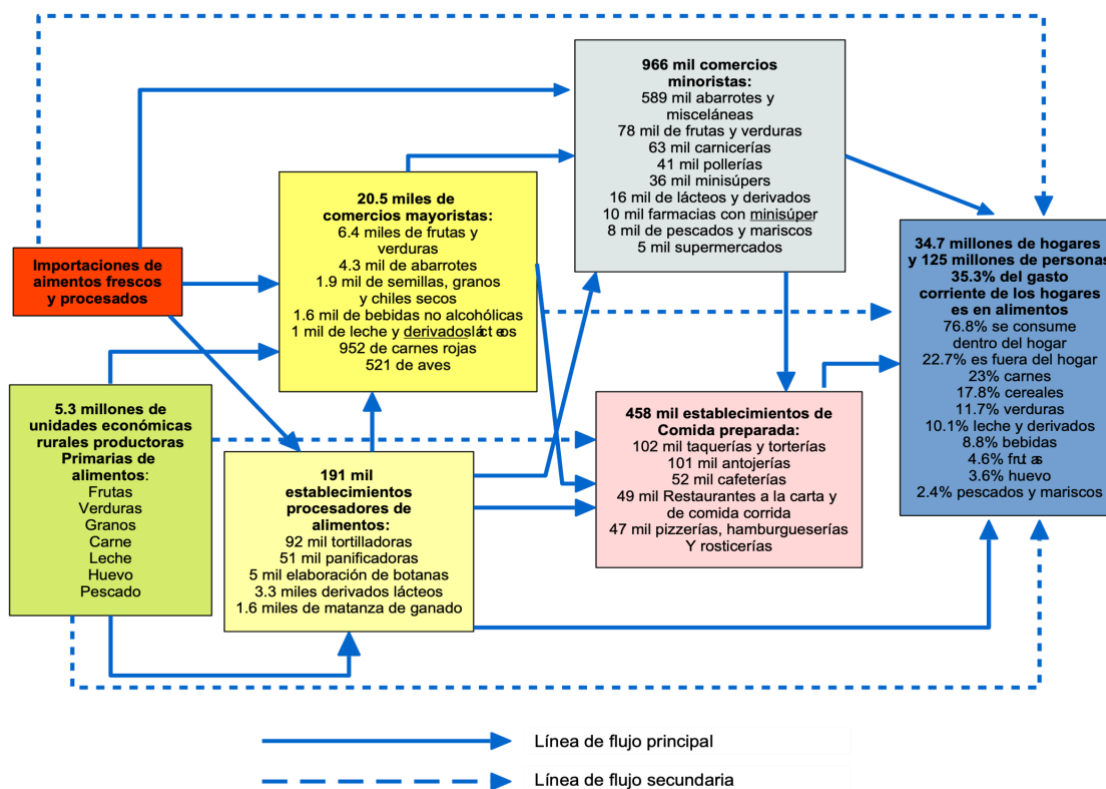 966 mil comercios
minoristas:
589 mil abarrotes y
misceláneas
78 mil de frutas y verduras
63 mil carnicerías
41 mil pollerías
36 mil minisúpers
16 mil de lácteos y derivados
10 mil farmacias con minisúper
8 mil de pescados y mariscos
5 mil supermercados
20.5 miles de
comercios mayoristas:
6.4 miles de frutas y
verduras
4.3 mil de abarrotes
1.9 mil de semillas, granos
y chiles secos
1.6 mil de bebidas no alcohólicas
1 mil de leche y derivadosláct eos
952 de carnes rojas
521 de aves
Importaciones de
aimentos frescos
y procesados
34.7 millones de hogares
y 125 millones de personas
35.3% del gasto
corriente de los hogares
es en alimentos
76.8% se consume
dentro del hogar
22.7% es fuera del hogar
23% carnes
17.8% cereales
11.7% verduras
10.1% leche y derivados
8.8% bebidas
4.6% frut as
3.6% huevo
2.4% pescados y mariscos
5.3 millones de
unidades económicas
rurales productoras
Primarias de
alimentos:
Frutas
Verduras
Granos
Carne
Leche
Huevo
Pescado
191 mil
establecimientos
procesadores de
alimentos:
92 mil tortilladoras
51 mil panificadoras
5 mil elaboración de botanas
3.3 miles derivados lácteos
1.6 miles de matanza de ganado
458 mil establecimientos de
Comida preparada:
102 mil taquerías y torterías
101 mil antojerías
52 mil cafeterías
49 mil Restaurantes a la carta y
de comida corrida
47 mil pizzerías, hamburgueserías
Y rosticerías
Línea de flujo principal
Línea de flujo secundaria